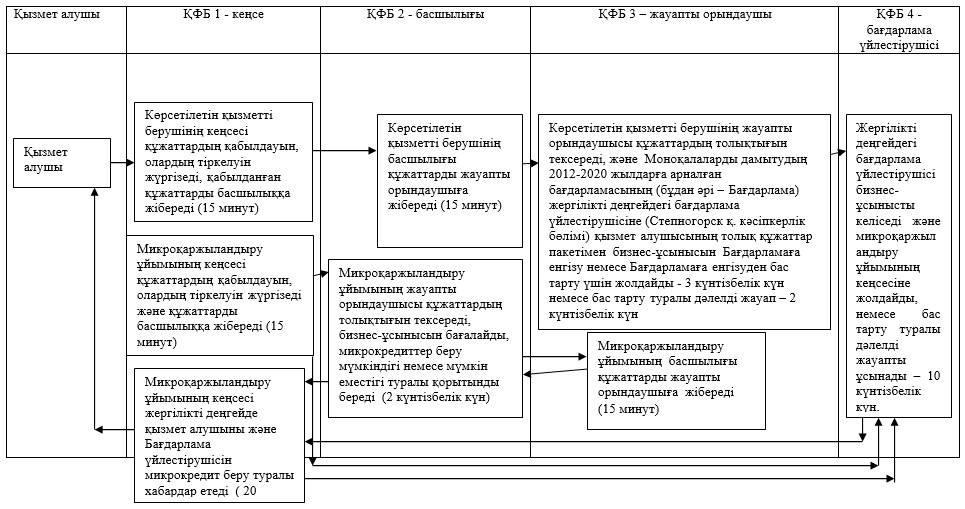 Қызмет алушы
ҚФБ 1 - кеңсе
ҚФБ 2 - басшылығы
ҚФБ 3 – жауапты орындаушы
ҚФБ 4 -
бағдарлама
үйлестірушісі
Қызмет
алушы
Көрсетілетін қызметті
берушінің кеңсесі
құжаттардың қабылдауын,
олардың тіркелуін
жүргізеді, қабылданған
құжаттарды басшылыққа
жібереді (15 минут)
Көрсетілетін
қызметті берушінің
басшылығы
құжаттарды жауапты
орындаушыға
жібереді (15 минут)
Көрсетілетін қызметті берушінің жауапты
орындаушысы құжаттардың толықтығын
тексереді, және Моноқалаларды дамытудың
2012-2020 жылдарға арналған
бағдарламасының (бұдан әрі – Бағдарлама)
жергілікті деңгейдегі бағдарлама
үйлестірушісіне (Степногорск қ. кәсіпкерлік
бөлімі) қызмет алушысының толық құжаттар
пакетімен бизнес-ұсынысын Бағдарламаға
енгізу немесе Бағдарламаға енгізуден бас
тарту үшін жолдайды - 3 күнтізбелік күн
немесе бас тарту туралы дәлелді жауап – 2
күнтізбелік күн
Жергілікті
деңгейдегі
бағдарлама
үйлестірушісі
бизнес-
ұсынысты
келіседі және
микроқаржыл
андыру
ұйымының
кеңсесіне
жолдайды,
немесе бас
тарту туралы
дәлелді
жауапты
ұсынады – 10
күнтізбелік
күн.
Микроқаржыландыру
ұйымының кеңсесі
құжаттардың қабылдауын,
олардың тіркелуін жүргізеді
және құжаттарды
басшылыққа жібереді (15
минут)
Микроқаржыландыру
ұйымының жауапты
орындаушысы құжаттардың
толықтығын тексереді,
бизнес-ұсынысын бағалайды,
микрокредиттер беру
мүмкіндігі немесе мүмкін
еместігі туралы қорытынды
береді (2 күнтізбелік күн)
Микроқаржыландыру
ұйымының басшылығы
құжаттарды жауапты
орындаушыға жібереді
(15 минут)
Микроқаржыландыру
ұйымының кеңсесі
жергілікті деңгейде
қызмет алушыны және
Бағдарлама
үйлестірушісін
микрокредит беру туралы
хабардар етеді ( 20